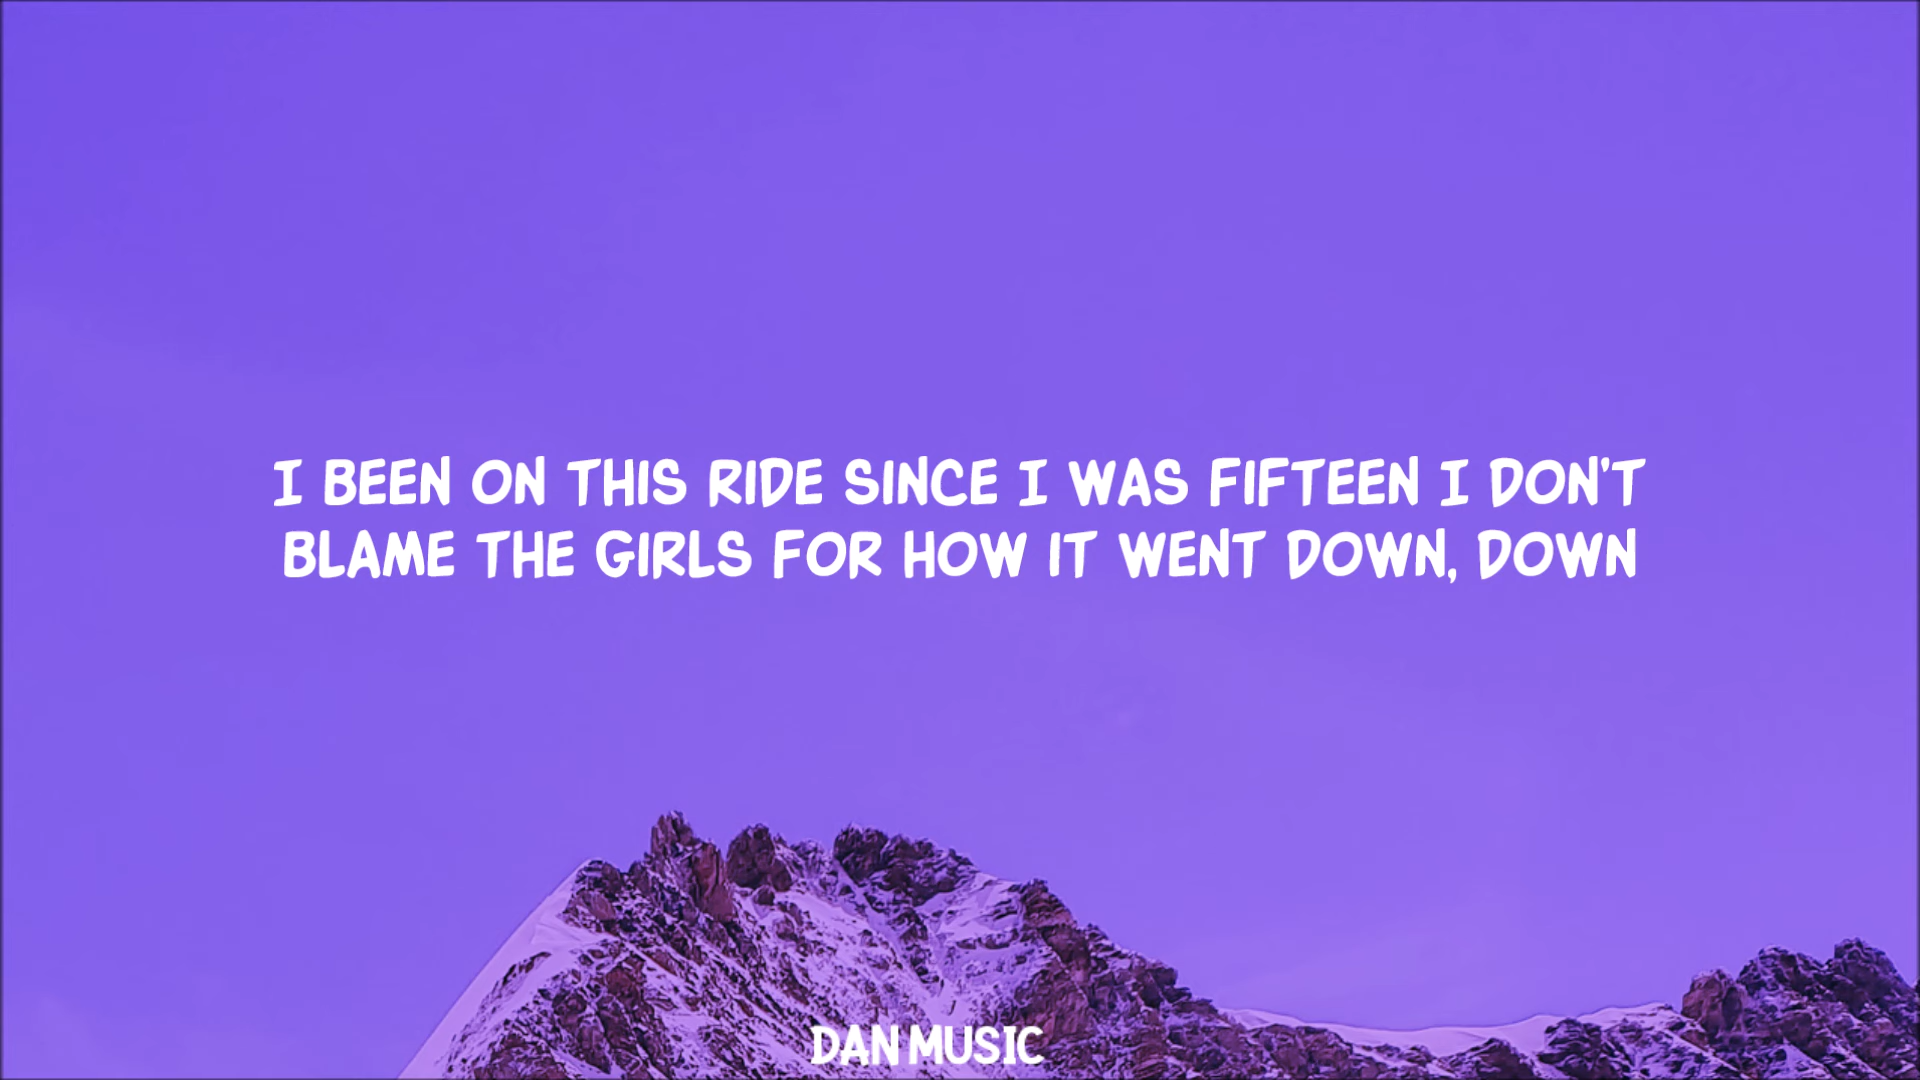 I BEEN ON THIS RIDE SINCE I WAS FIFTEEN I DON'T
BLAME THE GIRLS FOR HOW IT WENT DOWN, DOWN
DAN MUSIC